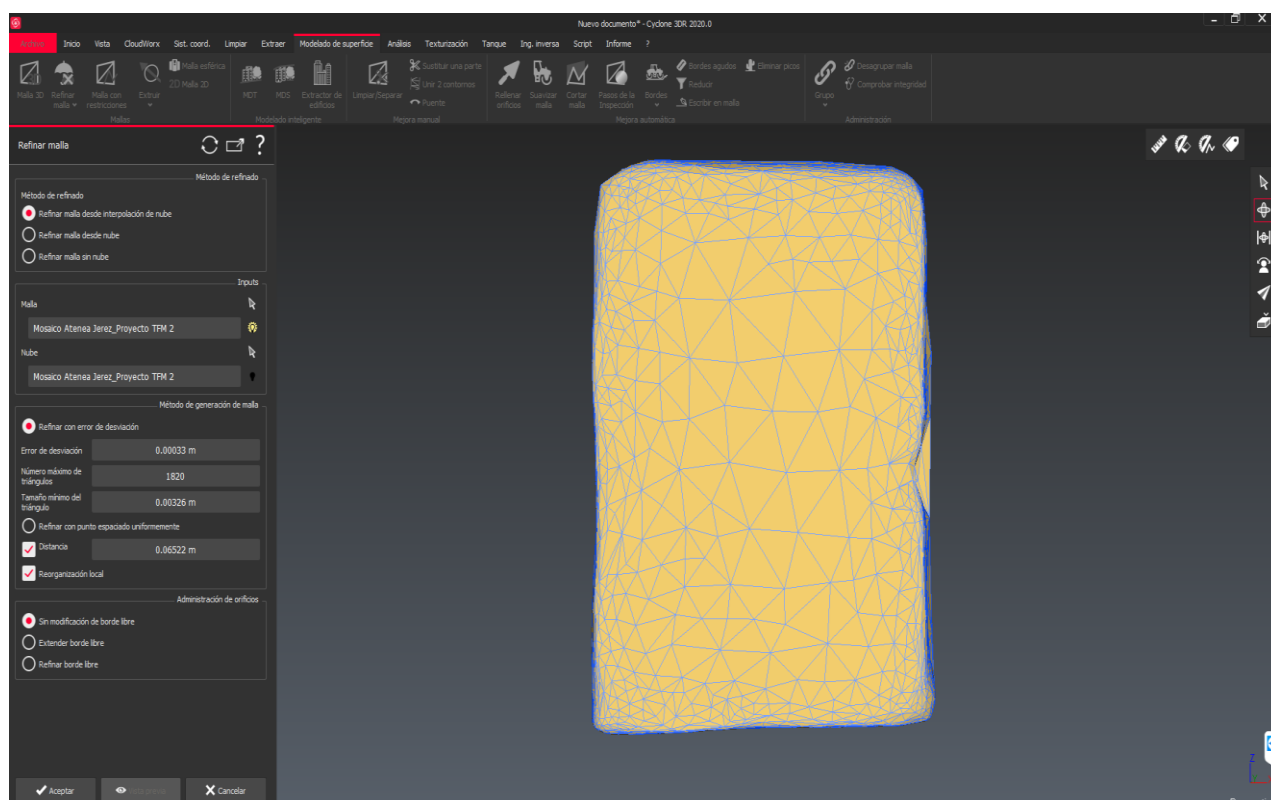 Nuevo documento* - Cyclone 3DR 2020.0
Archivo Inicio Vista CloudWorx Sist. coord. Limpiar Extraer Modelado de superficie Análisis Texturización Tanque Ing. inversa Script Informe ?
Malla 3D
Refinar malla
Malla con restricciones
Extruir
Malla esférica
2D Malla 2D
Mallas
MDT
MDS
Extractor de edificios
Modelado inteligente
Limpiar/Separar
Sustituir una parte
Unir 2 contornos
Puente
Mejora manual
Rellenar orificios
Suavizar malla
Cortar malla
Pasos de la Inspección
Bordes
Bordes agudos
Reducir
Escribir en malla
Eliminar picos
Mejora automática
Grupo
Desagrupar malla
Comprobar integridad
Administración
Refinar malla ?
Método de refinado
Método de refinado
Refinar malla desde interpolación de nube
Refinar malla desde nube
Refinar malla sin nube
Inputs
Malla
Mosaico Atenea Jerez_Proyecto TFM 2
Nube
Mosaico Atenea Jerez_Proyecto TFM 2
Método de generación de malla
Refinar con error de desviación
Error de desviación 0.00033 m
Número máximo de triángulos 1820
Tamaño mínimo del triángulo 0.00326 m
Refinar con punto espaciado uniformemente
Distancia 0.06522 m
Reorganización local
Administración de orificios
Sin modificación de borde libre
Extender borde libre
Refinar borde libre
Aceptar
Cancelar
Z